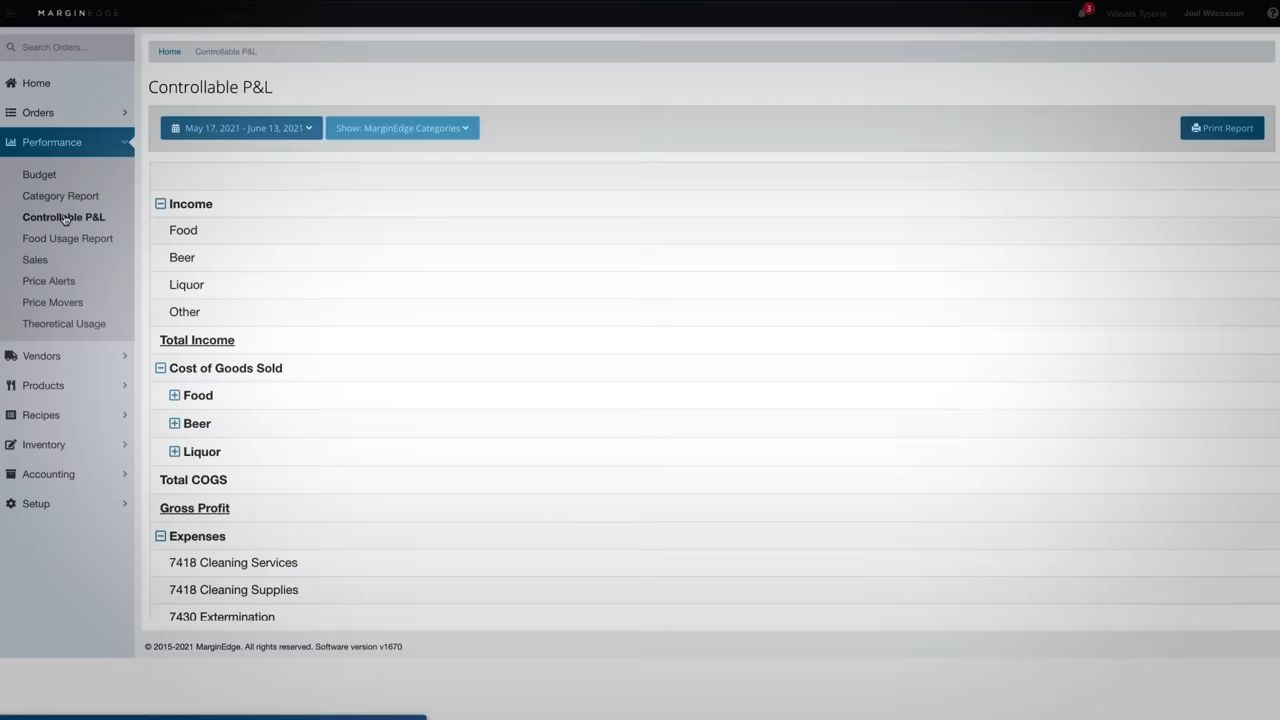 MARGINEDGE
3
Wasabi Tysons
Joel Wilcoxson
?
Search Orders...
Home
Orders
Performance
Budget
Category Report
Controllable P&L
Food Usage Report
Sales
Price Alerts
Price Movers
Theoretical Usage
Vendors
Products
Recipes
Inventory
Accounting
Setup
Home Controllable P&L
Controllable P&L
May 17, 2021 - June 13, 2021
Show: MarginEdge Categories
Print Report
Income
Food
Beer
Liquor
Other
Total Income
Cost of Goods Sold
Food
Beer
Liquor
Total COGS
Gross Profit
Expenses
7418 Cleaning Services
7418 Cleaning Supplies
7430 Extermination
© 2015-2021 MarginEdge. All rights reserved. Software version v1670